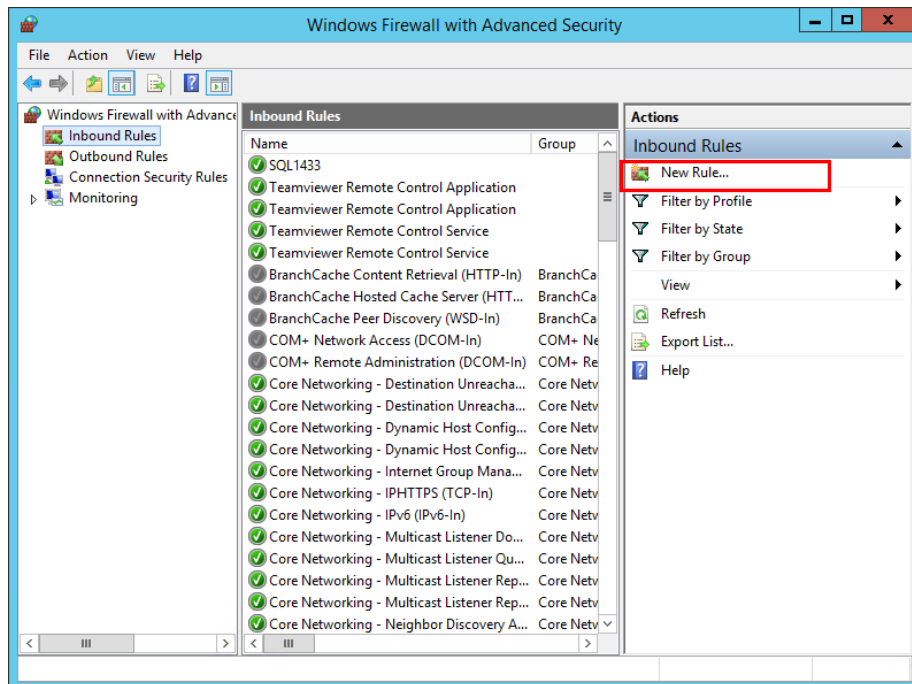 Windows Firewall with Advanced Security
File Action View Help
Windows Firewall with Advance
Inbound Rules
Outbound Rules
Connection Security Rules
Monitoring
Inbound Rules
Name Group
SQL1433
Teamviewer Remote Control Application
Teamviewer Remote Control Application
Teamviewer Remote Control Service
Teamviewer Remote Control Service
BranchCache Content Retrieval (HTTP-In) BranchCa
BranchCache Hosted Cache Server (HTT... BranchCa
BranchCache Peer Discovery (WSD-In) BranchCa
COM+ Network Access (DCOM-In) COM+ Ne
COM+ Remote Administration (DCOM-In) COM+ Re
Core Networking - Destination Unreacha... Core Netv
Core Networking - Destination Unreacha... Core Netv
Core Networking - Dynamic Host Config... Core Netv
Core Networking - Dynamic Host Config... Core Netv
Core Networking - Internet Group Mana... Core Netv
Core Networking - IPHTTPS (TCP-In) Core Netv
Core Networking - IPv6 (IPv6-In) Core Netv
Core Networking - Multicast Listener Do... Core Netv
Core Networking - Multicast Listener Qu... Core Netv
Core Networking - Multicast Listener Rep... Core Netv
Core Networking - Multicast Listener Rep... Core Netv
Core Networking - Neighbor Discovery A... Core Netv
Actions
Inbound Rules
New Rule...
Filter by Profile
Filter by State
Filter by Group
View
Refresh
Export List...
Help